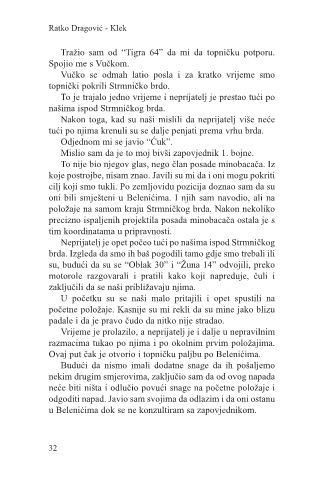 Ratko Dragović - Klek
Tražio sam od “Tigra 64” da mi da topničku potporu.
Spojio me s Vučkom.
Vučko se odmah latio posla i za kratko vrijeme smo
topnički pokrili Strmničko brdo.
To je trajalo jedno vrijeme i neprijatelj je prestao tući po
našima ispod Strmničkog brda.
Nakon toga, kad su naši mislili da neprijatelj više neće
tući po njima krenuli su se dalje penjati prema vrhu brda.
Odjednom mi se javio “Ćuk”.
Mislio sam da je to moj bivši zapovjednik 1. bojne.
To nije bio njegov glas, nego član posade minobacača. Iz
koje postrojbe, nisam znao. Javili su mi da i oni mogu pokriti
cilj koji smo tukli. Po zemljovidu pozicija doznao sam da su
oni bili smješteni u Belenićima. I njih sam navodio, ali na
položaje na samom kraju Strmničkog brda. Nakon nekoliko
precizno ispaljenih projektila posada minobacača ostala je s
tim koordinatama u pripravnosti.
Neprijatelj je opet počeo tući po našima ispod Strmničkog
brda. Izgleda da smo ih baš pogodili tamo gdje smo trebali ili
su, budući da su se “Oblak 30” i “Žuna 14” odvojili, preko
motorole razgovarali i pratili kako koji napreduje, čuli i
zaključili da se naši približavaju njima.
U početku su se naši malo pritajili i opet spustili na
početne položaje. Kasnije su mi rekli da su mine jako blizu
padale i da je pravo čudo da nitko nije stradao.
Vrijeme je prolazilo, a neprijatelj je i dalje u nepravilnim
razmacima tukao po njima i po okolnim prvim položajima.
Ovaj put čak je otvorio i topničku paljbu po Belenićima.
Budući da nismo imali dodatne snage da ih pošaljemo
nekim drugim smjerovima, zaključio sam da od ovog napada
neće biti ništa i odlučio povući snage na početne položaje i
odgoditi napad. Javio sam svojima da odlazim i da oni ostanu
u Belenićima dok se ne konzultiram sa zapovjednikom.
32